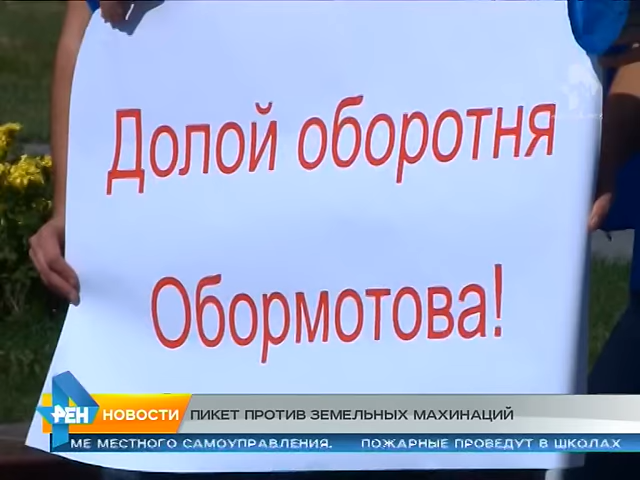 Долой оборотня
Обормотова!
РЕН НОВОСТИ ПИКЕТ ПРОТИВ ЗЕМЕЛЬНЫХ МАХИНАЦИЙ
МЕ МЕСТНОГО САМОУПРАВЛЕНИЯ. ПОЖАРНЫЕ ПРОВЕДУТ В ШКОЛАХ